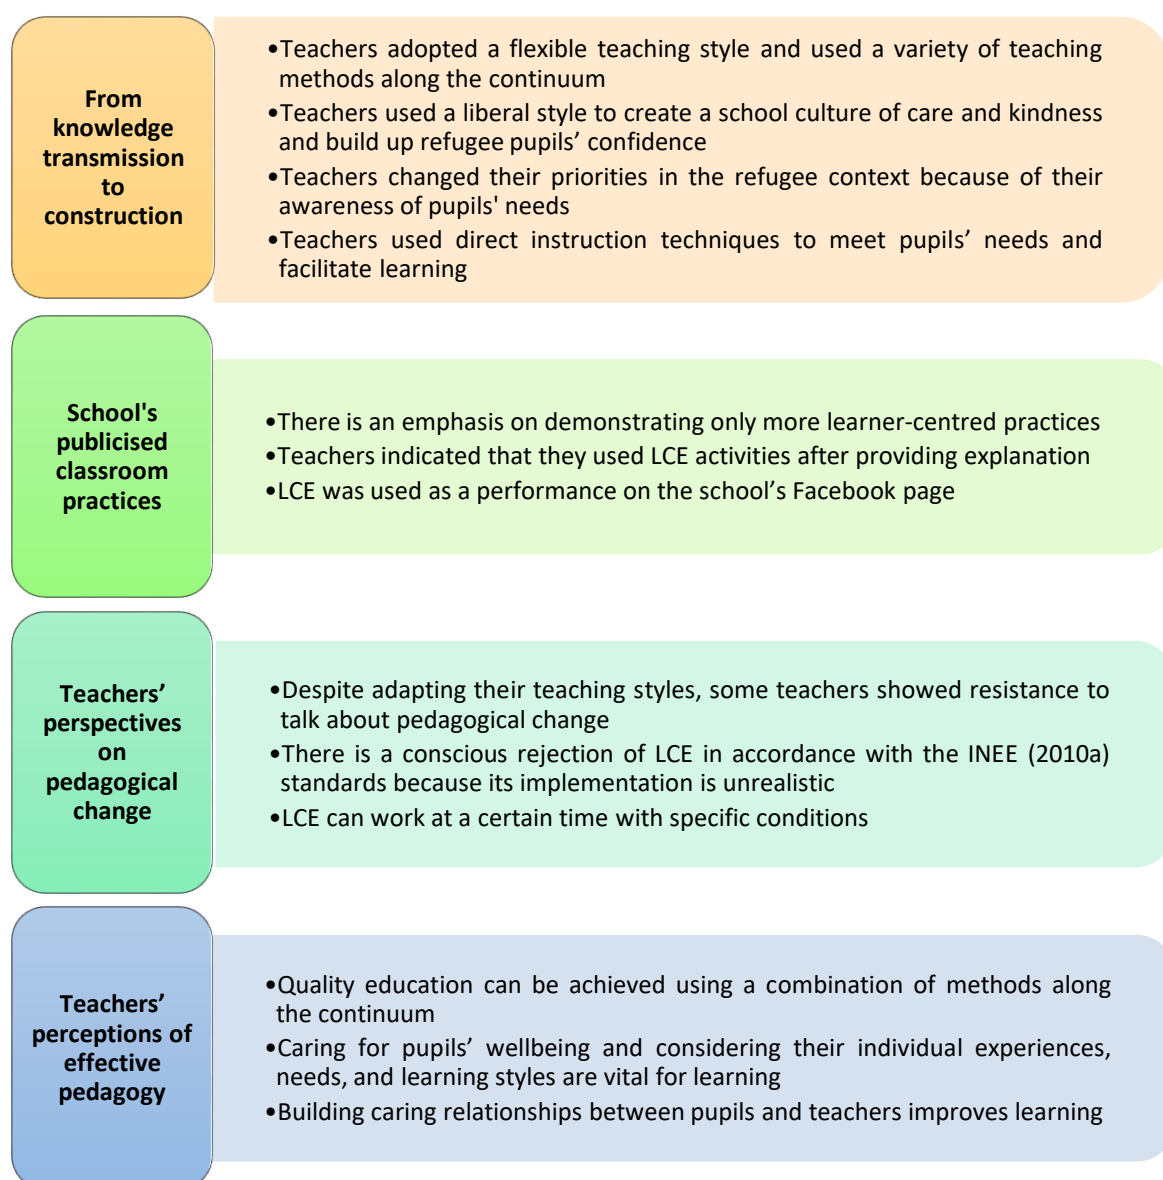 From
knowledge
transmission
to
construction
•Teachers adopted a flexible teaching style and used a variety of teaching
methods along the continuum
•Teachers used a liberal style to create a school culture of care and kindness
and build up refugee pupils’ confidence
•Teachers changed their priorities in the refugee context because of their
awareness of pupils' needs
•Teachers used direct instruction techniques to meet pupils’ needs and
facilitate learning
School's
publicised
classroom
practices
•There is an emphasis on demonstrating only more learner-centred practices
•Teachers indicated that they used LCE activities after providing explanation
•LCE was used as a performance on the school’s Facebook page
Teachers’
perspectives
on
pedagogical
change
•Despite adapting their teaching styles, some teachers showed resistance to
talk about pedagogical change
•There is a conscious rejection of LCE in accordance with the INEE (2010a)
standards because its implementation is unrealistic
•LCE can work at a certain time with specific conditions
Teachers’
perceptions of
effective
pedagogy
•Quality education can be achieved using a combination of methods along
the continuum
•Caring for pupils’ wellbeing and considering their individual experiences,
needs, and learning styles are vital for learning
•Building caring relationships between pupils and teachers improves learning